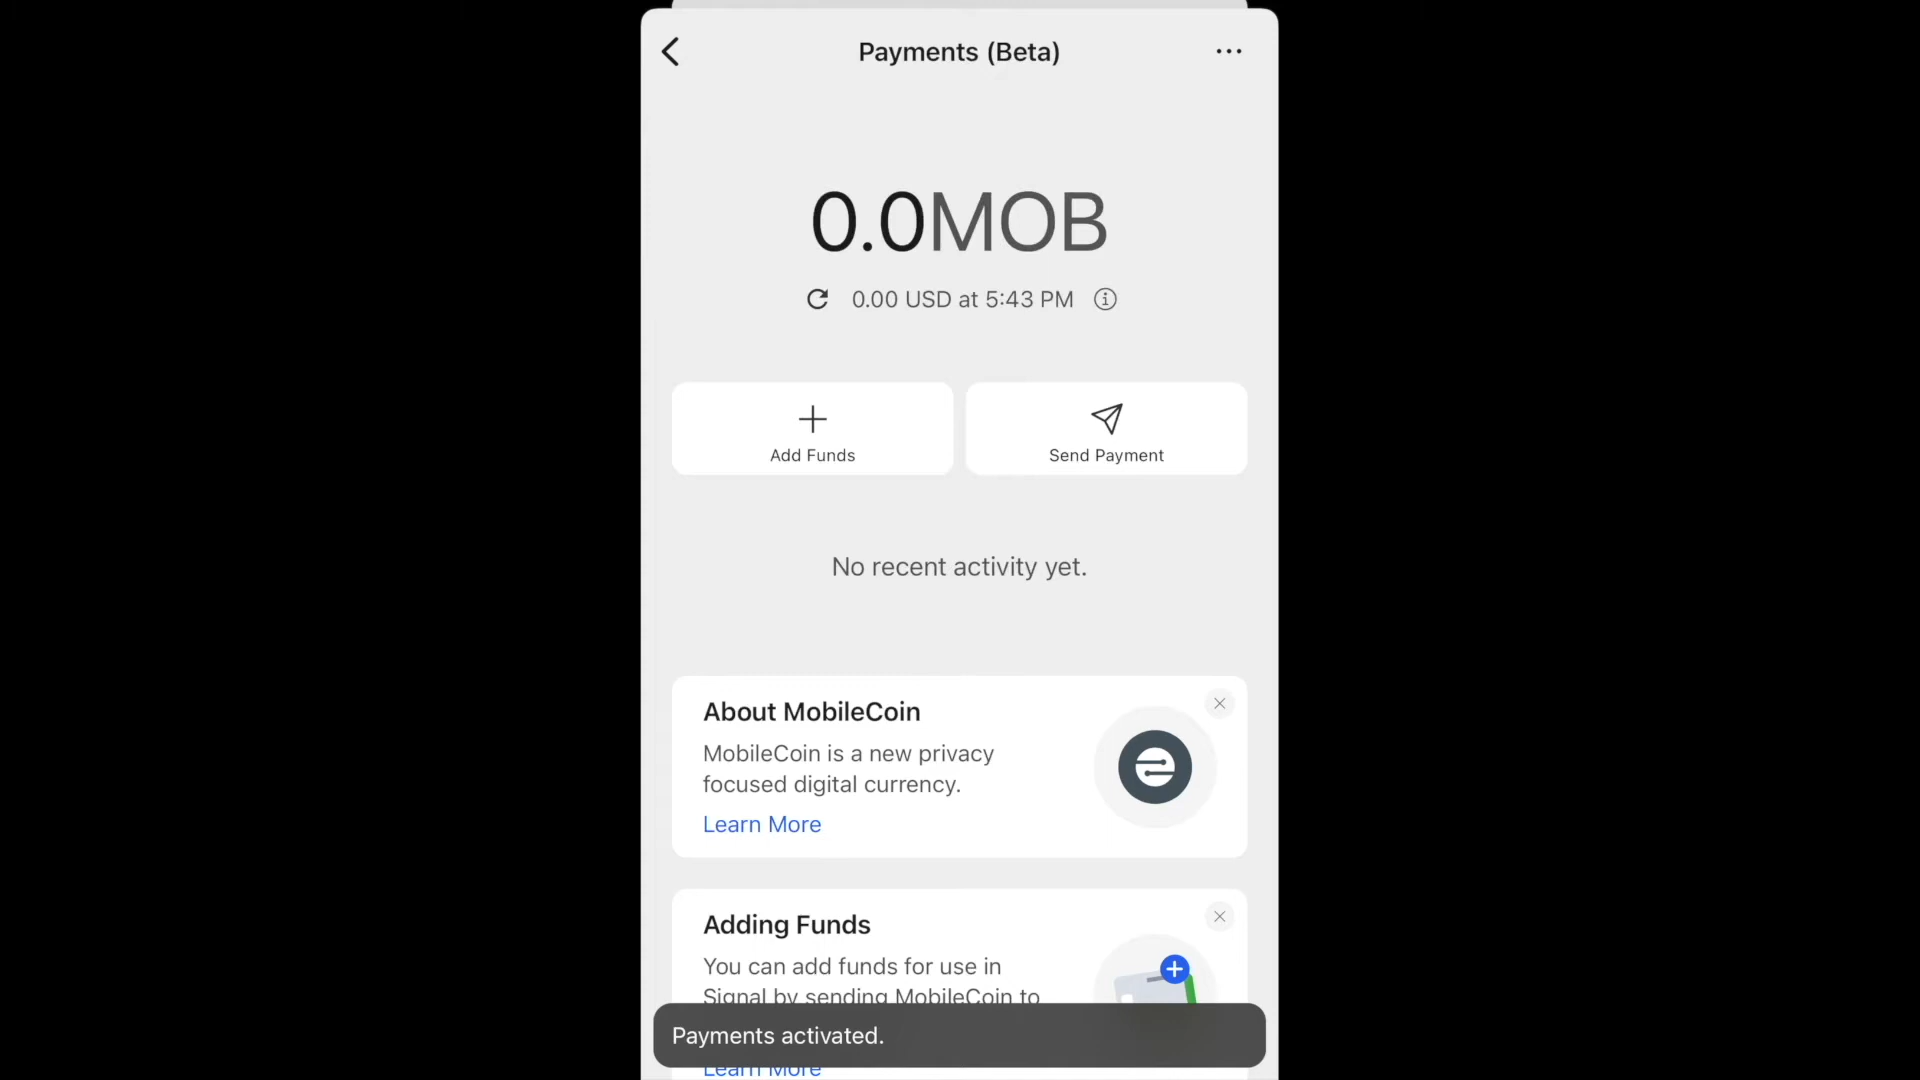 Payments (Beta)
0.0MOB
0.00 USD at 5:43 PM
Add Funds
Send Payment
No recent activity yet.
About MobileCoin
MobileCoin is a new privacy
focused digital currency.
Learn More
Adding Funds
You can add funds for use in
Signal by sending MobileCoin to
Payments activated.
Learn More